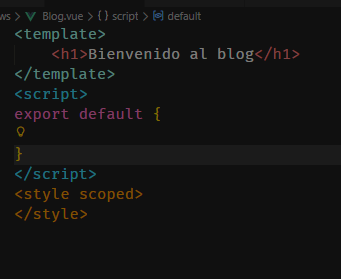 ws > Blog.vue > script > default
<template>
    <h1>Bienvenido al blog</h1>
</template>
<script>
export default {

}
</script>
<style scoped>
</style>